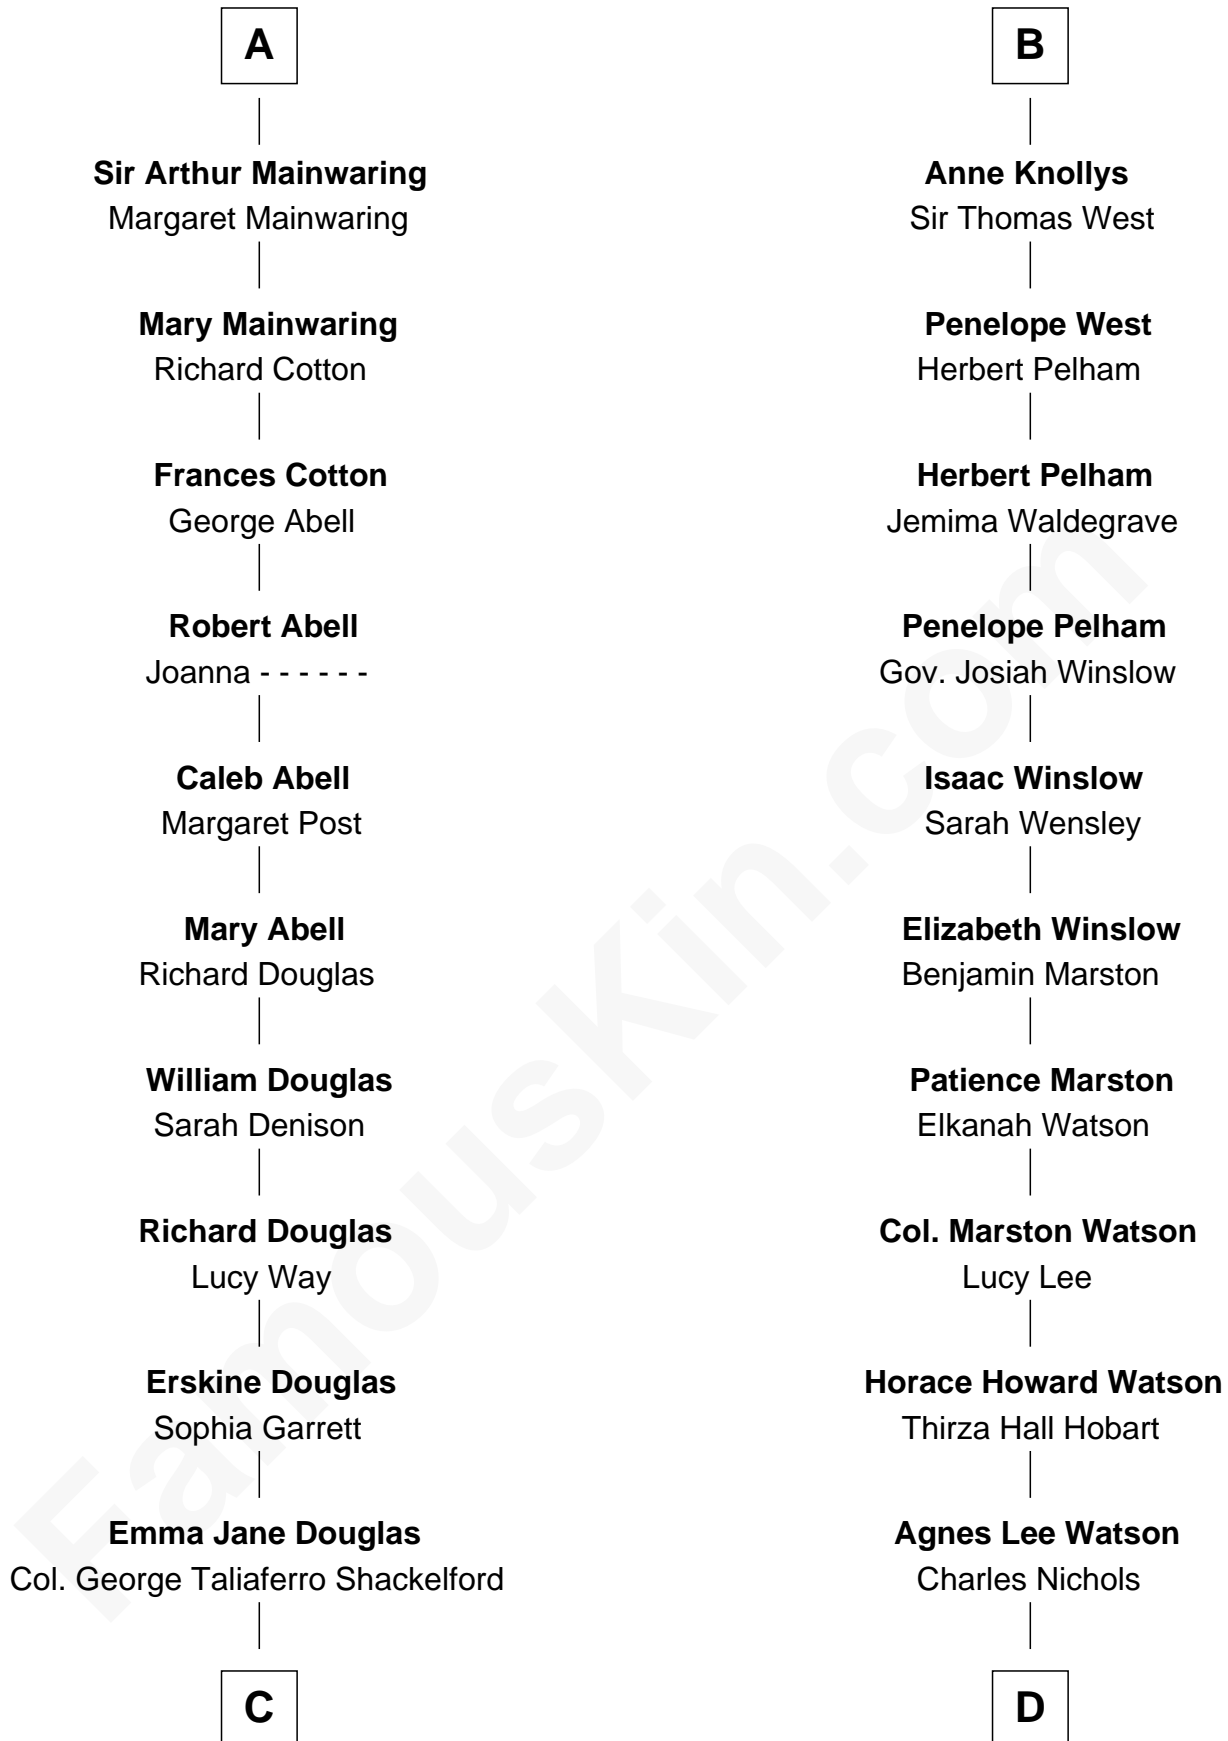 A
Sir Arthur Mainwaring
Margaret Mainwaring
Mary Mainwaring
Richard Cotton
Frances Cotton
George Abell
Robert Abell
Joanna - - - - - -
Caleb Abell
Margaret Post
Mary Abell
Richard Douglas
William Douglas
Sarah Denison
Richard Douglas
Lucy Way
Erskine Douglas
Sophia Garrett
Emma Jane Douglas
Col. George Taliaferro Shackelford
C
B
Anne Knollys
Sir Thomas West
Penelope West
Herbert Pelham
Herbert Pelham
Jemima Waldegrave
Penelope Pelham
Gov. Josiah Winslow
Isaac Winslow
Sarah Wensley
Elizabeth Winslow
Benjamin Marston
Patience Marston
Elkanah Watson
Col. Marston Watson
Lucy Lee
Horace Howard Watson
Thirza Hall Hobart
Agnes Lee Watson
Charles Nichols
D
FamousKin.com